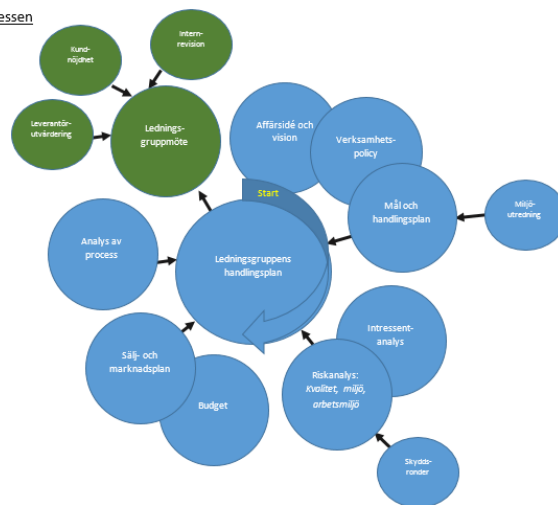 essen
Kund-
nöjdhet
Intern-
revision
Leverantör-
utvärdering
Lednings-
gruppmöte
Affärsidé och
vision
Verksamhets-
policy
Start
Mål och
handlingsplan
Miljö-
utredning
Analys av
process
Ledningsgruppens
handlingsplan
Intressent-
analys
Sälj- och
marknadsplan
Riskanalys:
Kvalitet, miljö,
arbetsmiljö
Budget
Skydds-
ronder